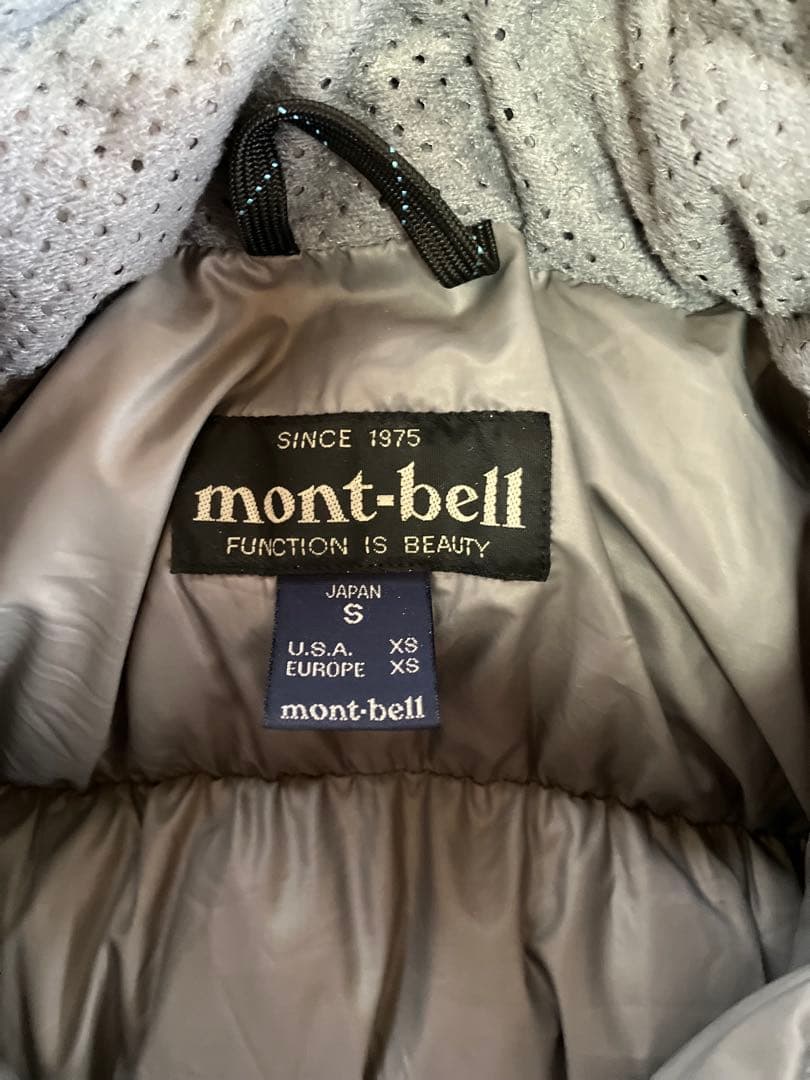 SINCE 1975
mont-bell
FUNCTION IS BEAUTY
JAPAN
S
U.S.A. XS
EUROPE XS
mont-bell